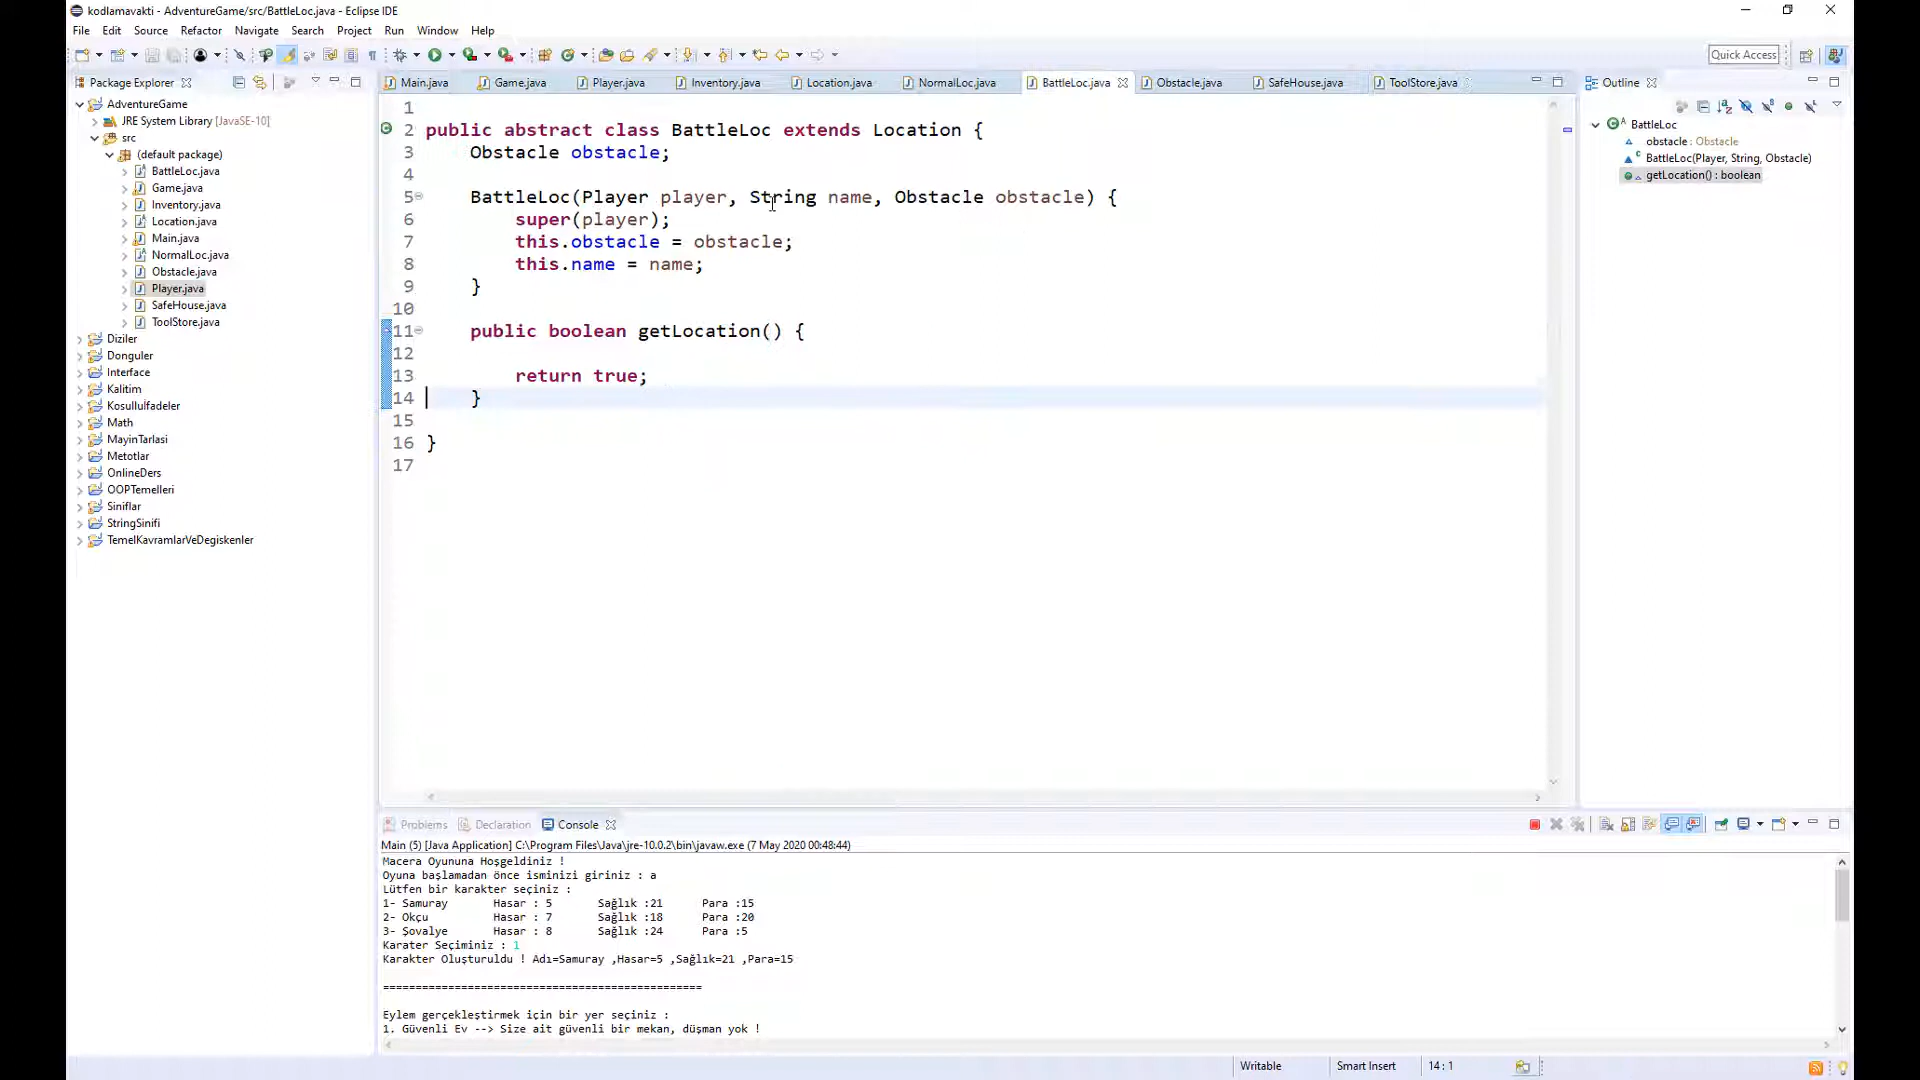 kodlamavakti - AdventureGame/src/BattleLoc.java - Eclipse IDE
File Edit Source Refactor Navigate Search Project Run Window Help
Quick Access
Package Explorer
AdventureGame
JRE System Library [JavaSE-10]
src
(default package)
BattleLoc.java
Game.java
Inventory.java
Location.java
Main.java
NormalLoc.java
Obstacle.java
Player.java
SafeHouse.java
ToolStore.java
Diziler
Donguler
Interface
Kalitim
Kosullulfadeler
Math
MayinTarlasi
Metotlar
OnlineDers
OOPTemelleri
Siniflar
StringSinifi
TemelKavramlarVeDegiskenler
Main.java Game.java Player.java Inventory.java Location.java NormalLoc.java BattleLoc.java Obstacle.java SafeHouse.java ToolStore.java
1
2 public abstract class BattleLoc extends Location {
3 Obstacle obstacle;
4
5 BattleLoc(Player player, String name, Obstacle obstacle) {
6 super(player);
7 this.obstacle = obstacle;
8 this.name = name;
9 }
10
11 public boolean getLocation() {
12
13 return true;
14 }
15
16 }
17
Outline
BattleLoc
obstacle : Obstacle
BattleLoc(Player, String, Obstacle)
getLocation() : boolean
Problems Declaration Console
Main (5) [Java Application] C:\Program Files\Java\jre-10.0.2\bin\javaw.exe (7 May 2020 00:48:44)
Macera Oyununa Hoşgeldiniz !
Oyuna başlamadan önce isminizi giriniz : a
Lütfen bir karakter seçiniz :
1- Samuray Hasar : 5 Sağlık :21 Para :15
2- Okçu Hasar : 7 Sağlık :18 Para :20
3- Şovalye Hasar : 8 Sağlık :24 Para :5
Karater Seçiminiz : 1
Karakter Oluşturuldu ! Adı=Samuray ,Hasar=5 ,Sağlık=21 ,Para=15
==================================================
Eylem gerçekleştirmek için bir yer seçiniz :
1. Güvenli Ev --> Size ait güvenli bir mekan, düşman yok !
Writable Smart Insert 14 : 1